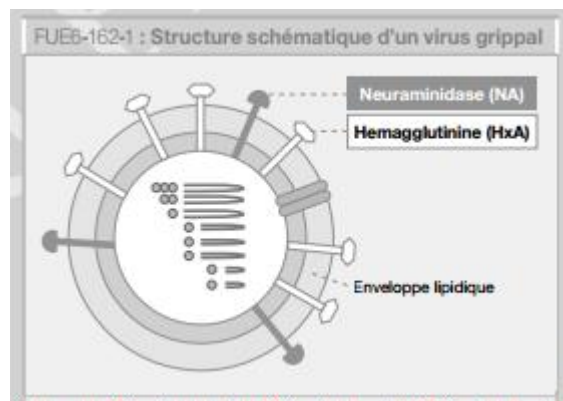 FUE6-162-1 : Structure schématique d'un virus grippal
Neuraminidase (NA)
Hemagglutinine (HxA)
Enveloppe lipidique